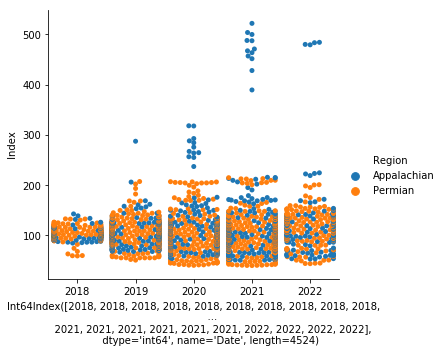 500
400
300
200
100
Index
2018 2019 2020 2021 2022
Int64Index([2018, 2018, 2018, 2018, 2018, 2018, 2018, 2018, 2018, 2018,
...
2021, 2021, 2021, 2021, 2021, 2021, 2022, 2022, 2022, 2022],
dtype='int64', name='Date', length=4524)
Region
Appalachian
Permian